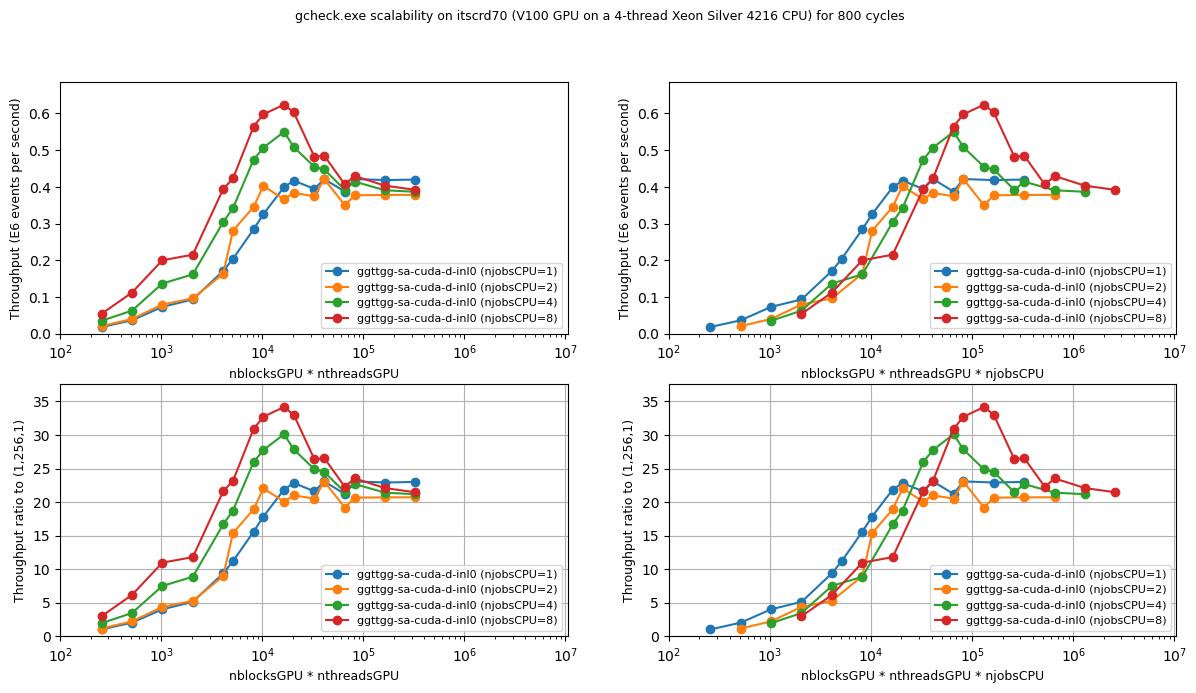 gcheck.exe scalability on itscrd70 (V100 GPU on a 4-thread Xeon Silver 4216 CPU) for 800 cycles
Throughput (E6 events per second)
0.6
0.5
0.4
0.3
0.2
0.1
0.0
ggttgg-sa-cuda-d-inl0 (njobsCPU=1)
ggttgg-sa-cuda-d-inl0 (njobsCPU=2)
ggttgg-sa-cuda-d-inl0 (njobsCPU=4)
ggttgg-sa-cuda-d-inl0 (njobsCPU=8)
10² 10³ 10⁴ 10⁵ 10⁶ 10⁷
nblocksGPU * nthreadsGPU
Throughput (E6 events per second)
0.6
0.5
0.4
0.3
0.2
0.1
0.0
ggttgg-sa-cuda-d-inl0 (njobsCPU=1)
ggttgg-sa-cuda-d-inl0 (njobsCPU=2)
ggttgg-sa-cuda-d-inl0 (njobsCPU=4)
ggttgg-sa-cuda-d-inl0 (njobsCPU=8)
10² 10³ 10⁴ 10⁵ 10⁶ 10⁷
nblocksGPU * nthreadsGPU * njobsCPU
Throughput ratio to (1,256,1)
35
30
25
20
15
10
5
0
ggttgg-sa-cuda-d-inl0 (njobsCPU=1)
ggttgg-sa-cuda-d-inl0 (njobsCPU=2)
ggttgg-sa-cuda-d-inl0 (njobsCPU=4)
ggttgg-sa-cuda-d-inl0 (njobsCPU=8)
10² 10³ 10⁴ 10⁵ 10⁶ 10⁷
nblocksGPU * nthreadsGPU
Throughput ratio to (1,256,1)
35
30
25
20
15
10
5
0
ggttgg-sa-cuda-d-inl0 (njobsCPU=1)
ggttgg-sa-cuda-d-inl0 (njobsCPU=2)
ggttgg-sa-cuda-d-inl0 (njobsCPU=4)
ggttgg-sa-cuda-d-inl0 (njobsCPU=8)
10² 10³ 10⁴ 10⁵ 10⁶ 10⁷
nblocksGPU * nthreadsGPU * njobsCPU